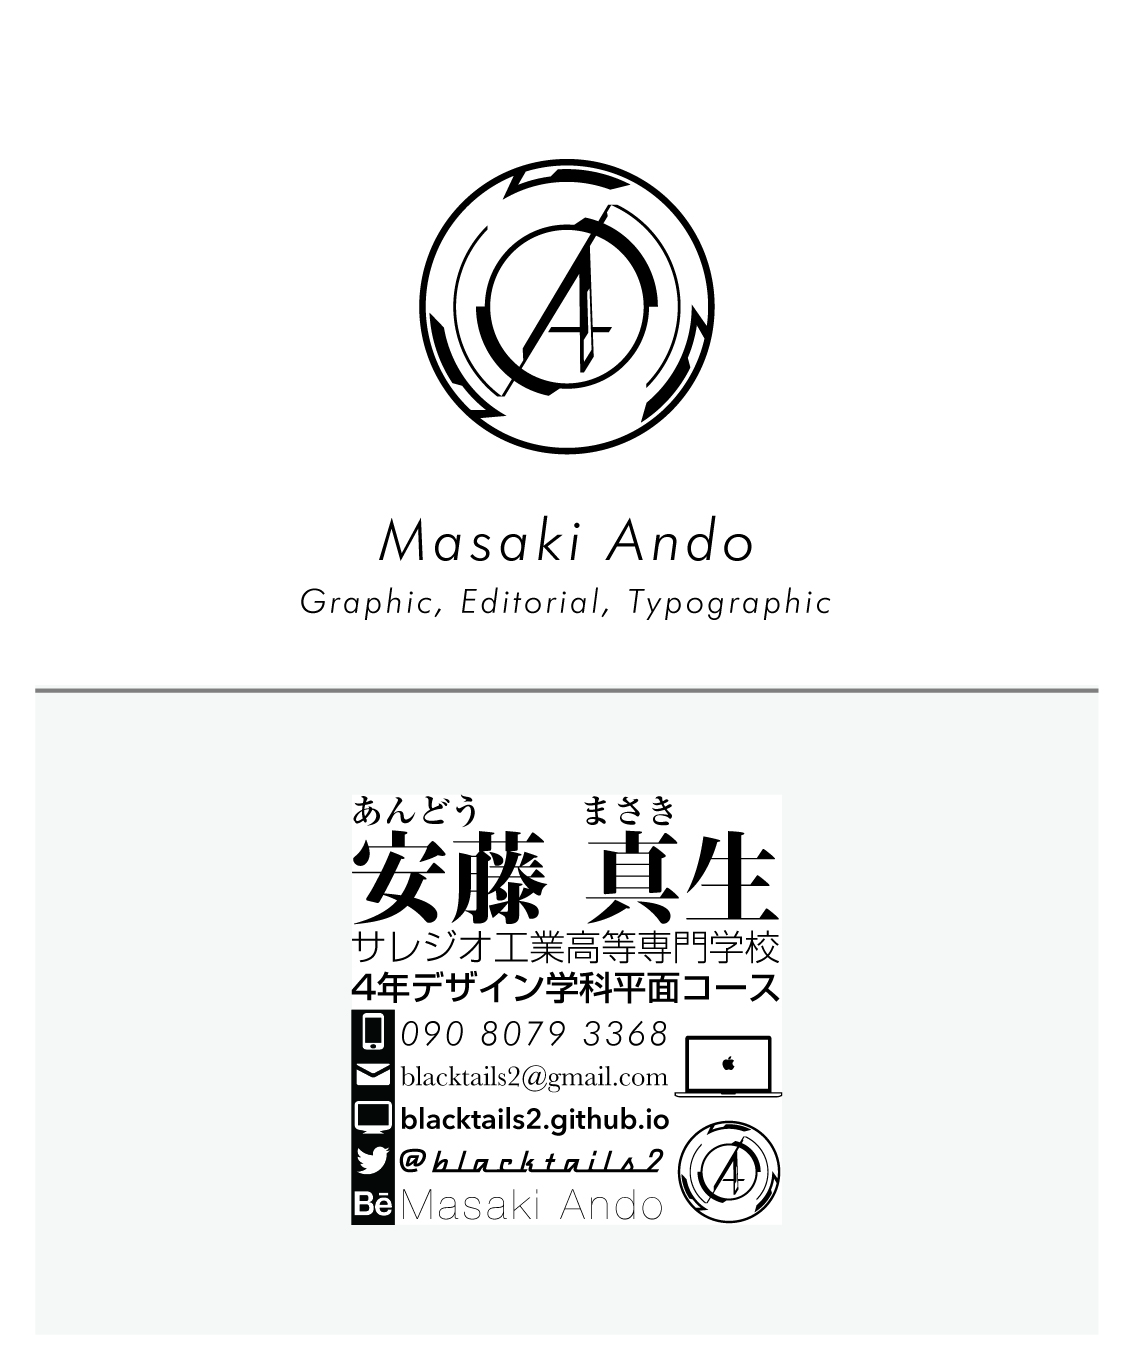 A
Masaki Ando
Graphic, Editorial, Typographic
あんどう まさき
安藤 真生
サレジオ工業高等専門学校
4年デザイン学科平面コース
090 8079 3368
blacktails2@gmail.com
blacktails2.github.io
@blacktails2
Bē Masaki Ando
A